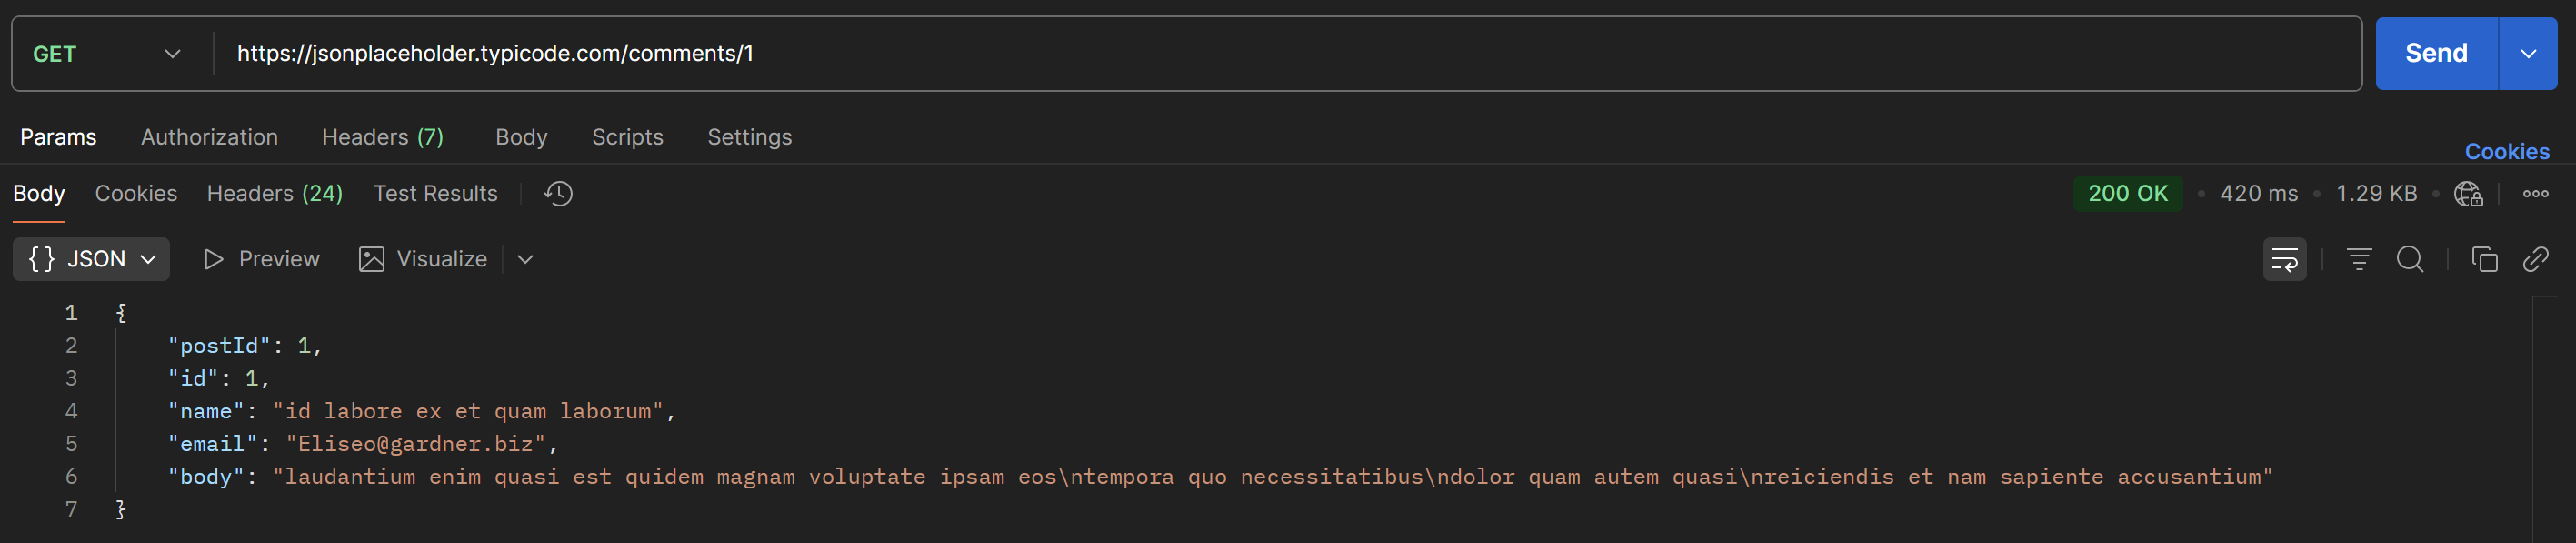 GET https://jsonplaceholder.typicode.com/comments/1 Send
Params Authorization Headers (7) Body Scripts Settings
Cookies
Body Cookies Headers (24) Test Results 200 OK • 420 ms • 1.29 KB •
{} JSON Preview Visualize
1 {
2 "postId": 1,
3 "id": 1,
4 "name": "id labore ex et quam laborum",
5 "email": "Eliseo@gardner.biz",
6 "body": "laudantium enim quasi est quidem magnam voluptate ipsam eos\ntempora quo necessitatibus\ndolor quam autem quasi\nreiciendis et nam sapiente accusantium"
7 }